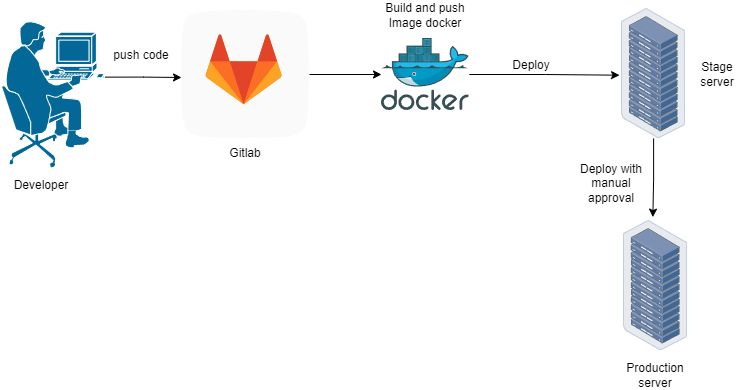 Build and push
Image docker
push code
Deploy
docker
Stage
server
Gitlab
Developer
Deploy with
manual
approval
Production
server